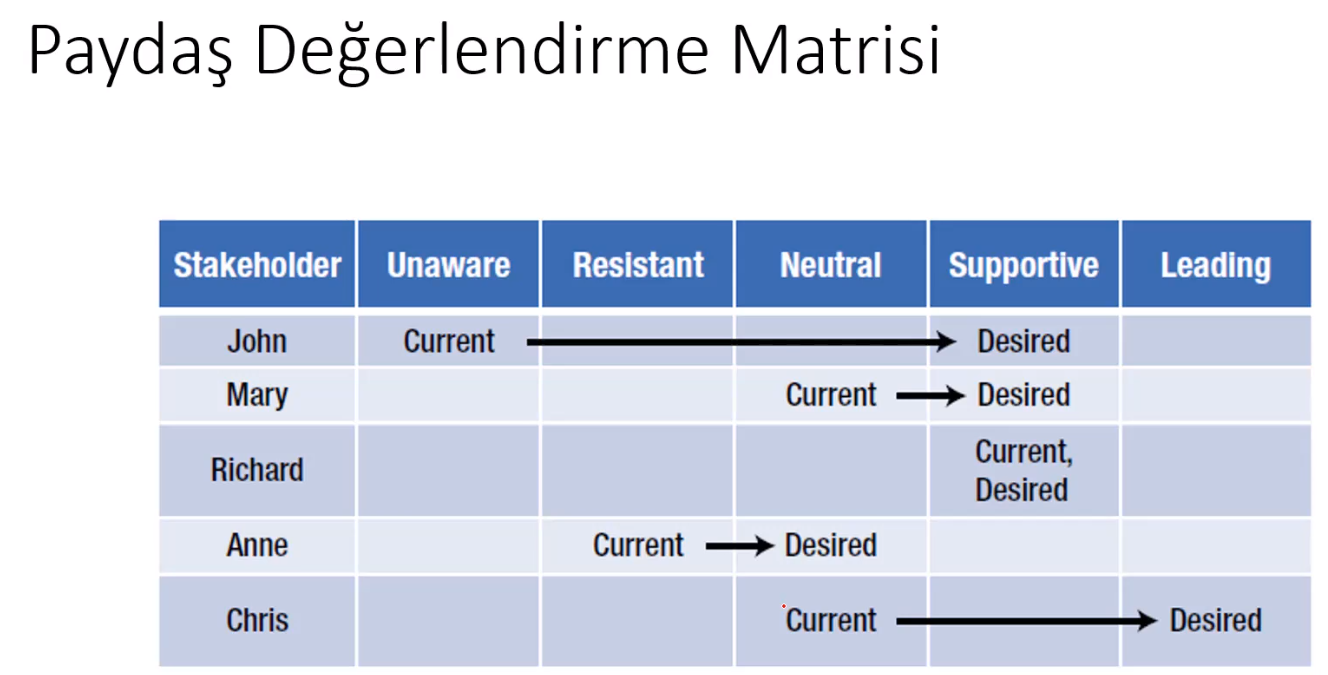 Paydaş Değerlendirme Matrisi
Stakeholder Unaware Resistant Neutral Supportive Leading
John Current Desired
Mary Current Desired
Richard Current,
Desired
Anne Current Desired
Chris Current Desired